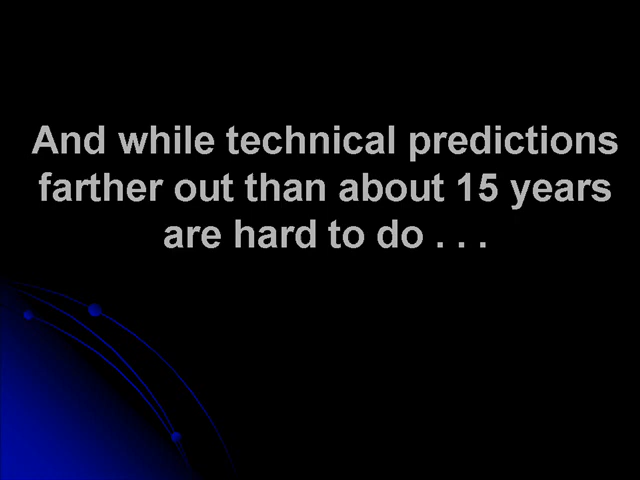 And while technical predictions
farther out than about 15 years
are hard to do . . .